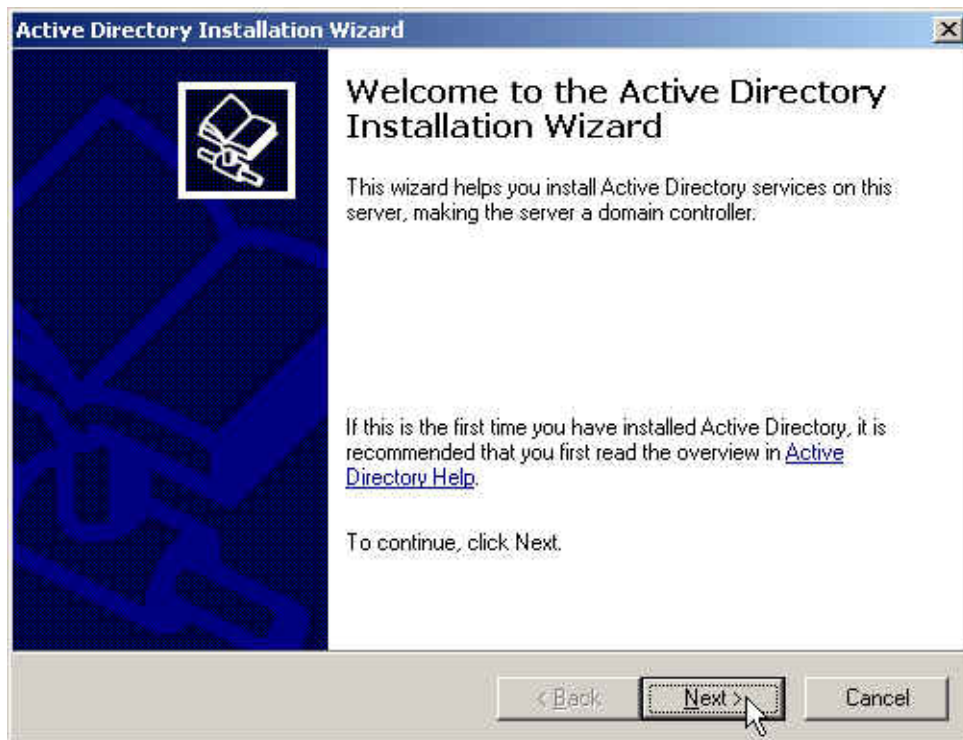 Active Directory Installation Wizard
Welcome to the Active Directory
Installation Wizard
This wizard helps you install Active Directory services on this
server, making the server a domain controller.
If this is the first time you have installed Active Directory, it is
recommended that you first read the overview in Active
Directory Help.
To continue, click Next.
< Back
Next >
Cancel